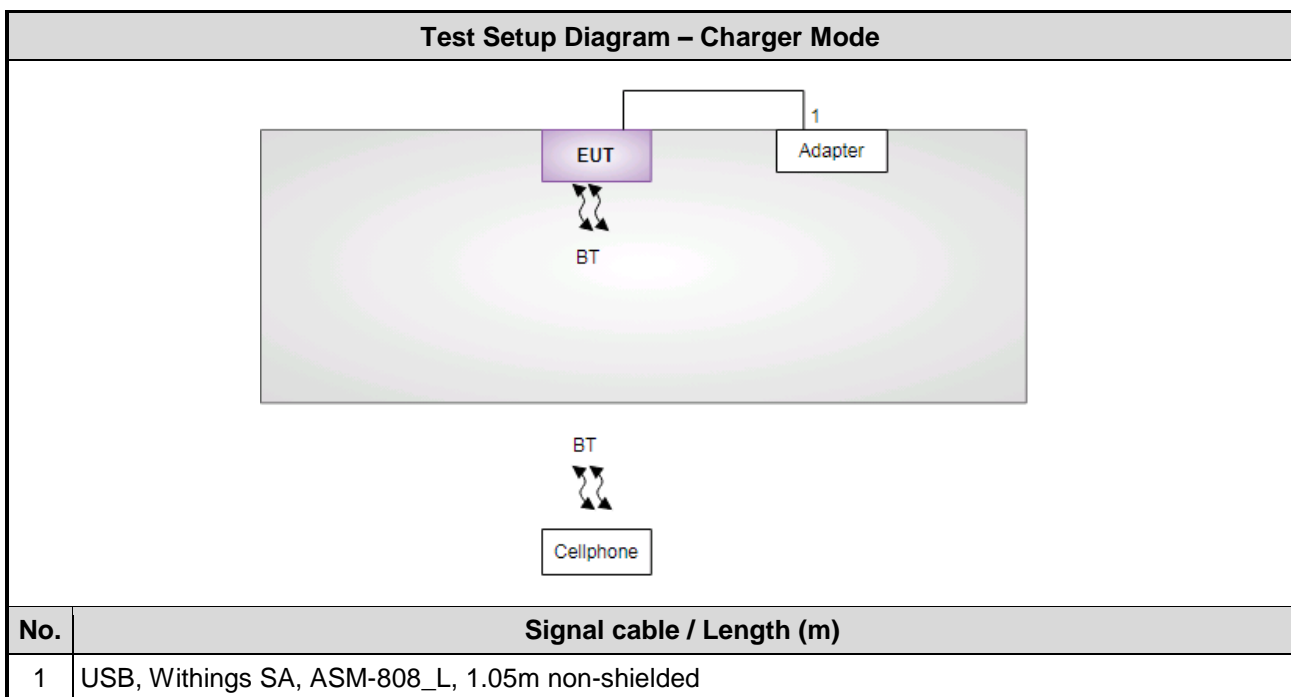 Test Setup Diagram – Charger Mode
1
EUT
Adapter
BT
BT
Cellphone
No. Signal cable / Length (m)
1 USB, Withings SA, ASM-808_L, 1.05m non-shielded